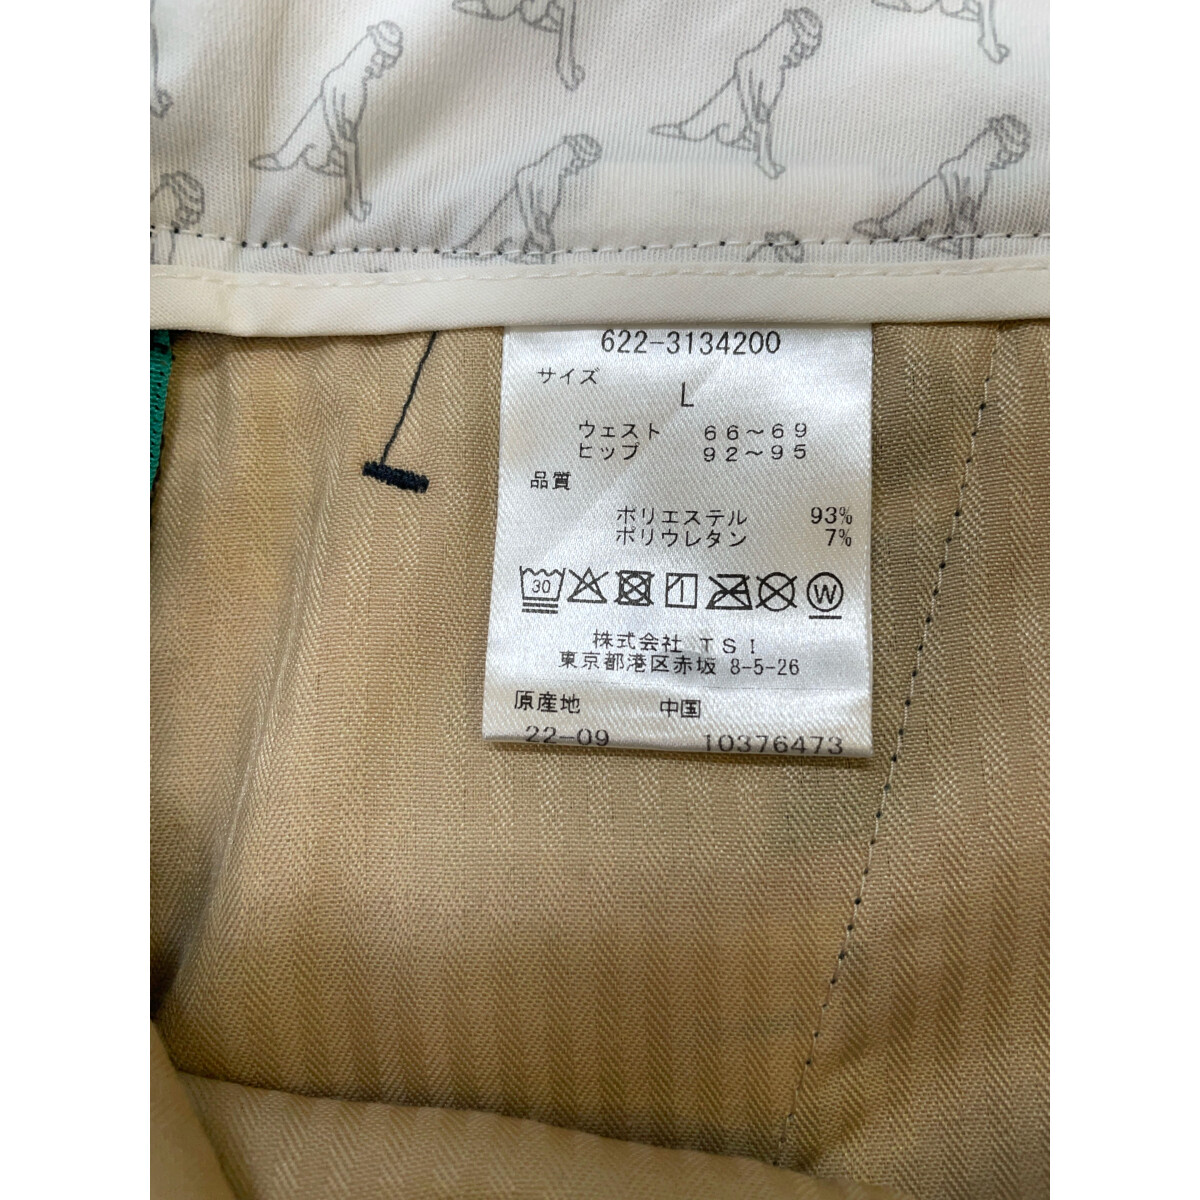 622-3134200
サイズ
L
ウェスト 66～69
ヒップ 92～95
品質
ポリエステル 93%
ポリウレタン 7%
30 W
株式会社 TSI
東京都港区赤坂 8-5-26
原産地 中国
22-09 10376473